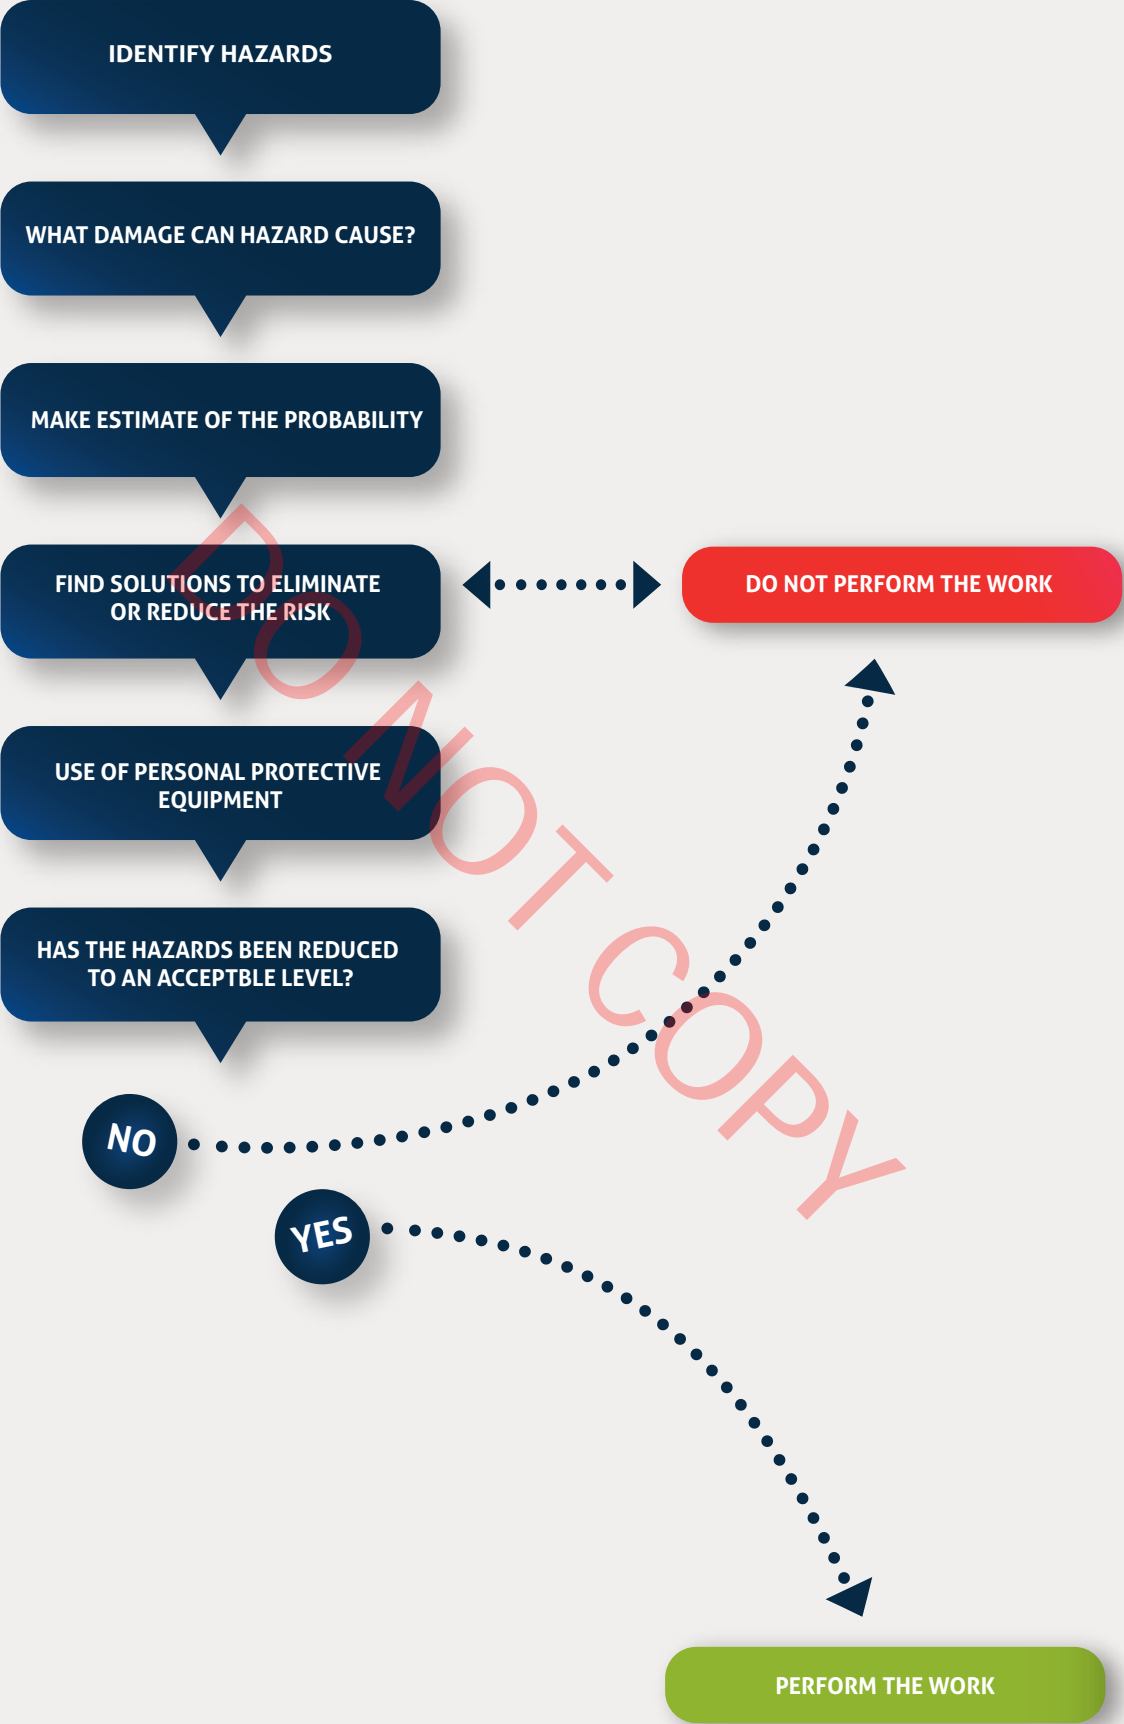 IDENTIFY HAZARDS
WHAT DAMAGE CAN HAZARD CAUSE?
MAKE ESTIMATE OF THE PROBABILITY
FIND SOLUTIONS TO ELIMINATE
OR REDUCE THE RISK
DO NOT PERFORM THE WORK
USE OF PERSONAL PROTECTIVE
EQUIPMENT
HAS THE HAZARDS BEEN REDUCED
TO AN ACCEPTBLE LEVEL?
NO
YES
PERFORM THE WORK
DO NOT COPY